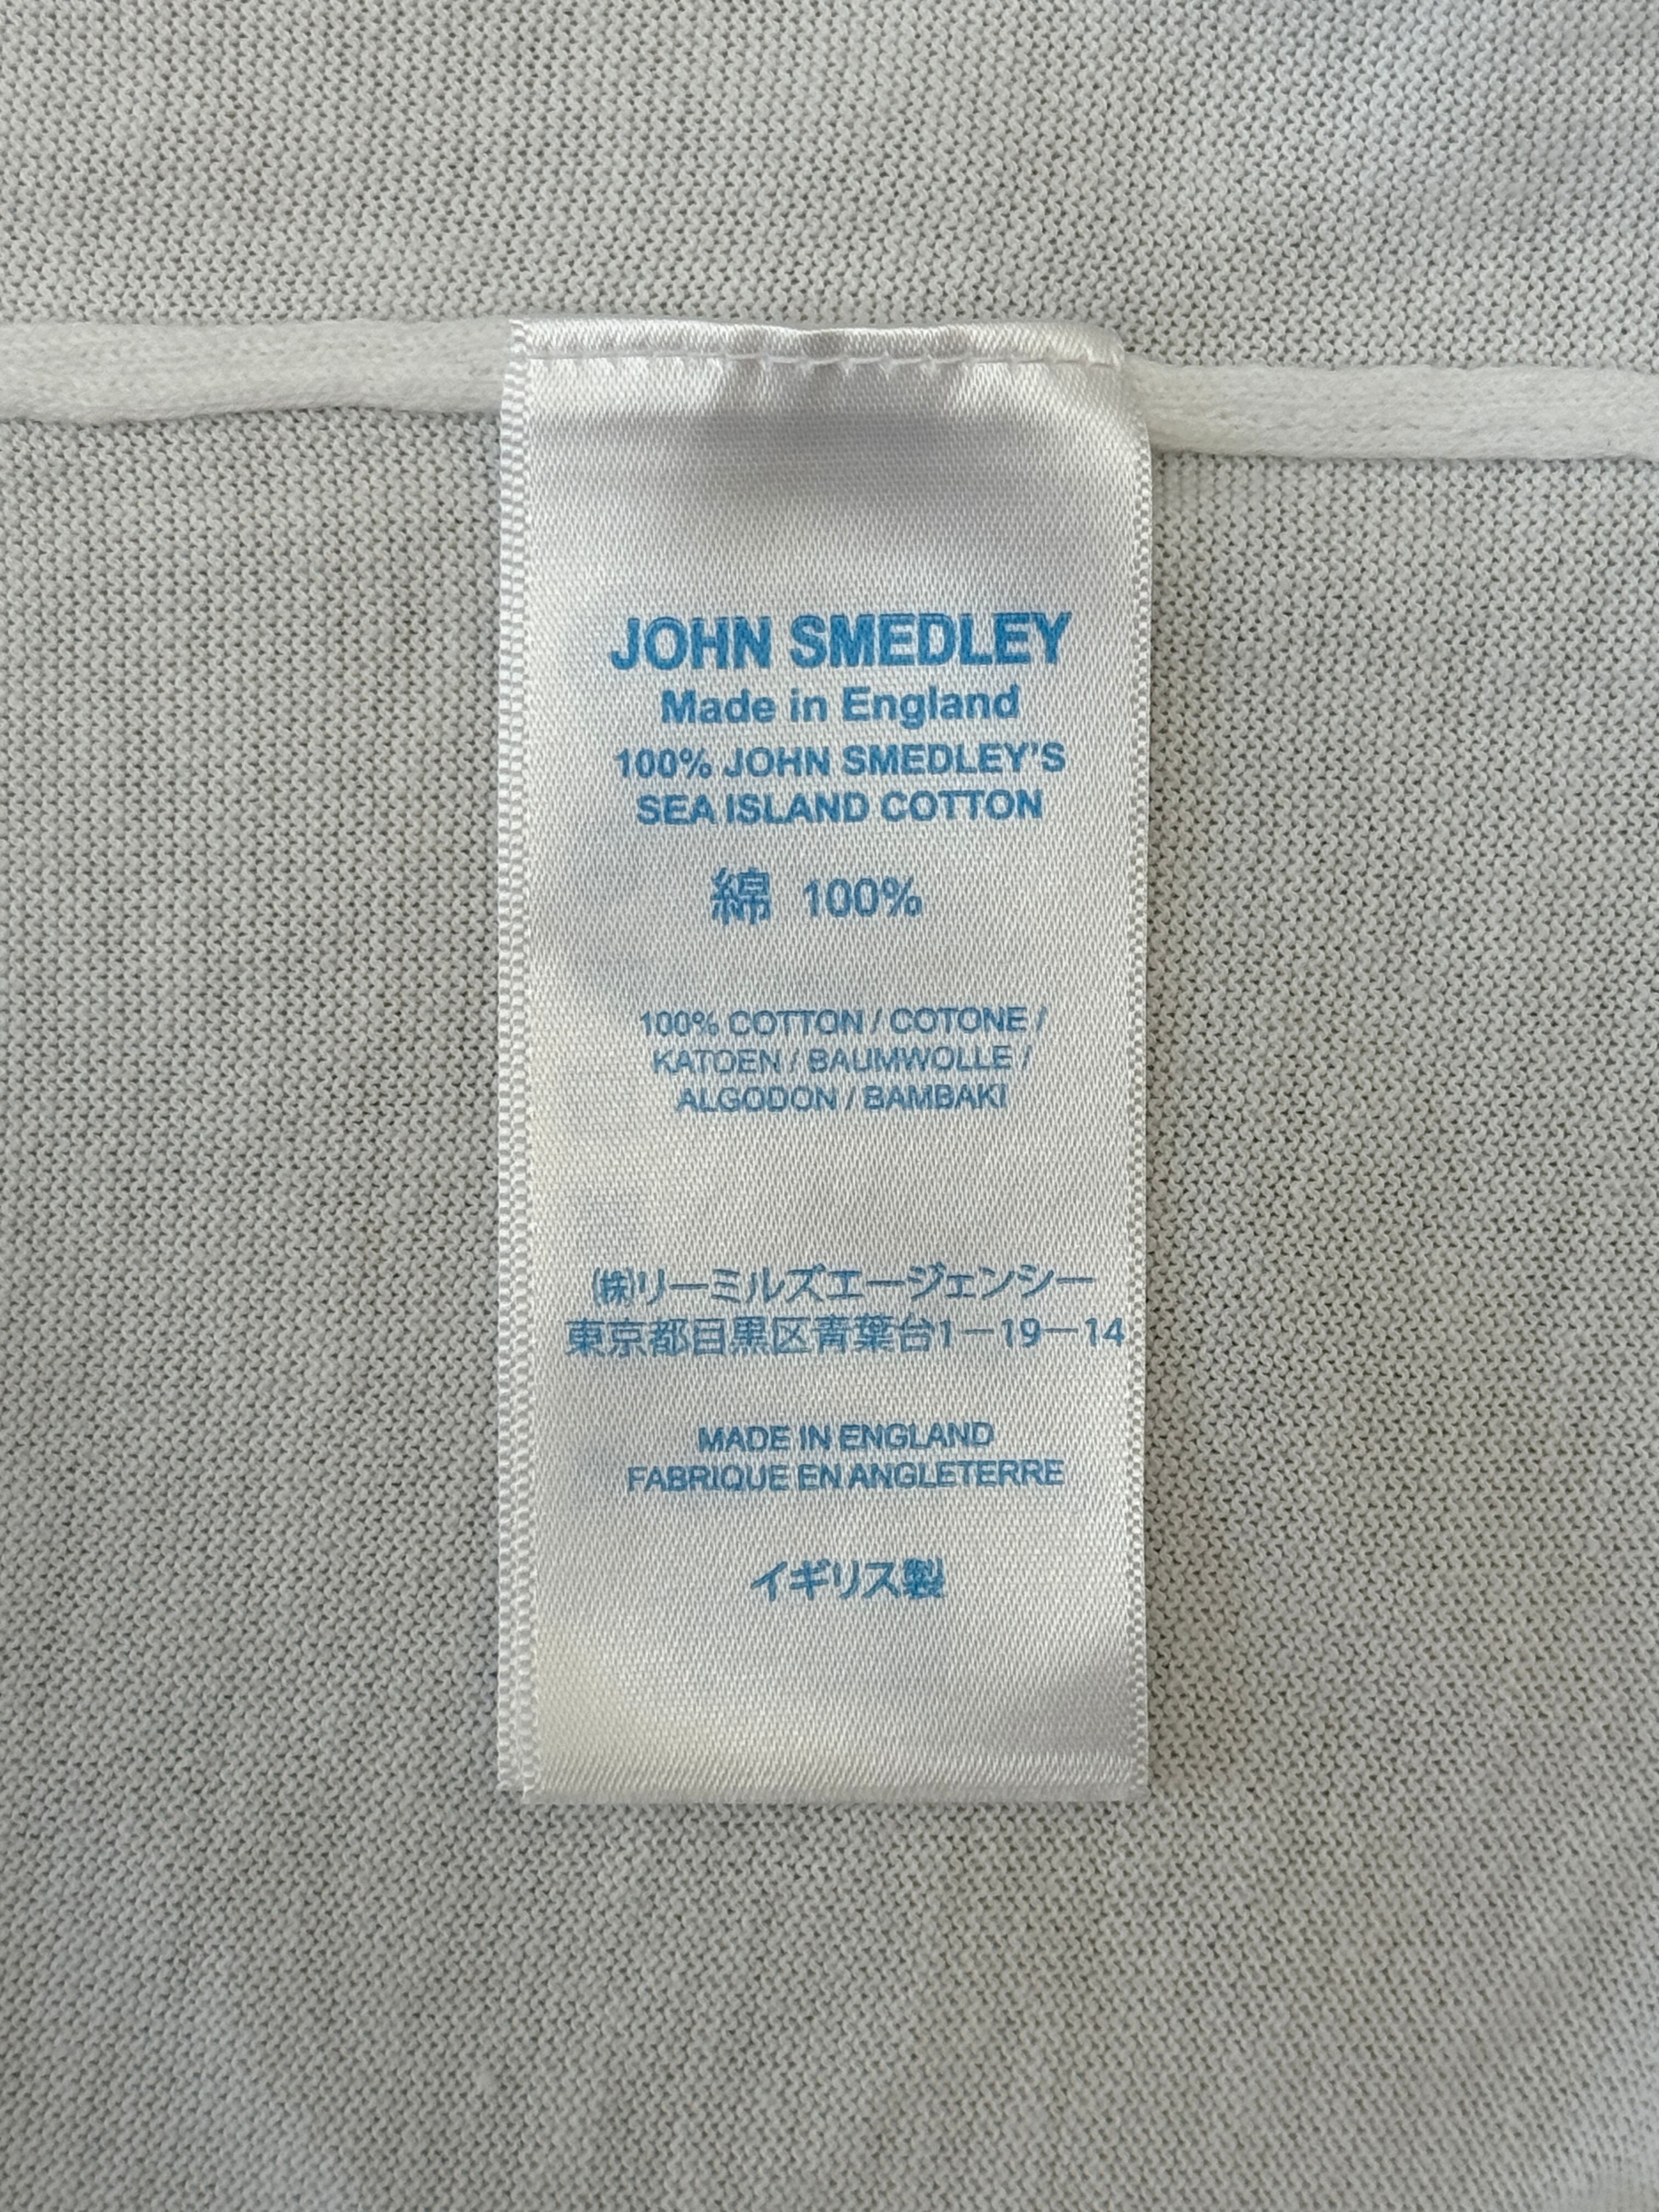 JOHN SMEDLEY
Made in England
100% JOHN SMEDLEY'S
SEA ISLAND COTTON
綿 100%
100% COTTON / COTONE /
KATOEN / BAUMWOLLE /
ALGODON / BAMBAKI
㈱リーミルズエージェンシー
東京都目黒区青葉台1－19－14
MADE IN ENGLAND
FABRIQUE EN ANGLETERRE
イギリス製